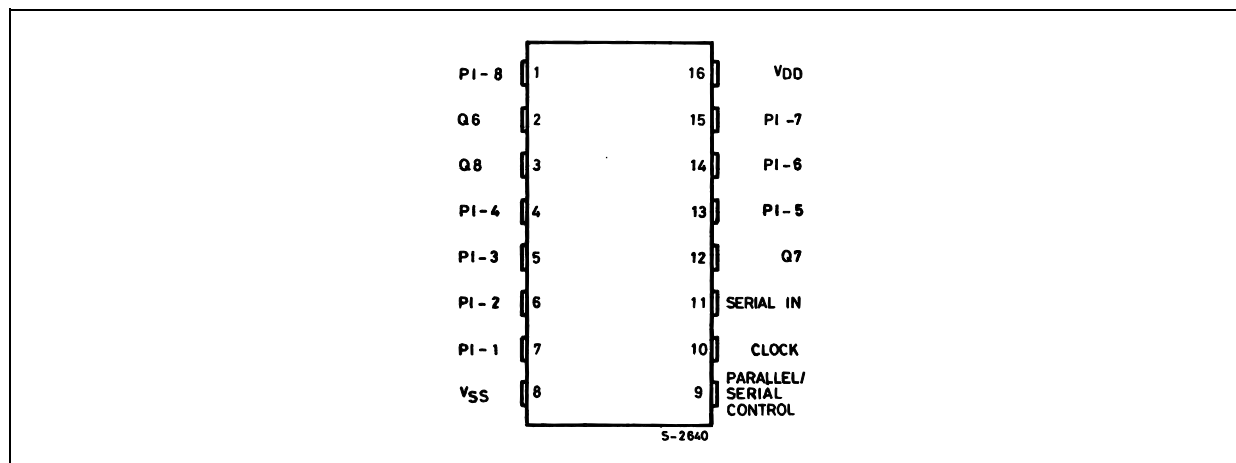 PI-8 1 16 VDD
Q6 2 15 PI-7
Q8 3 14 PI-6
PI-4 4 13 PI-5
PI-3 5 12 Q7
PI-2 6 11 SERIAL IN
PI-1 7 10 CLOCK
VSS 8 9 PARALLEL/
SERIAL
CONTROL
S-2640